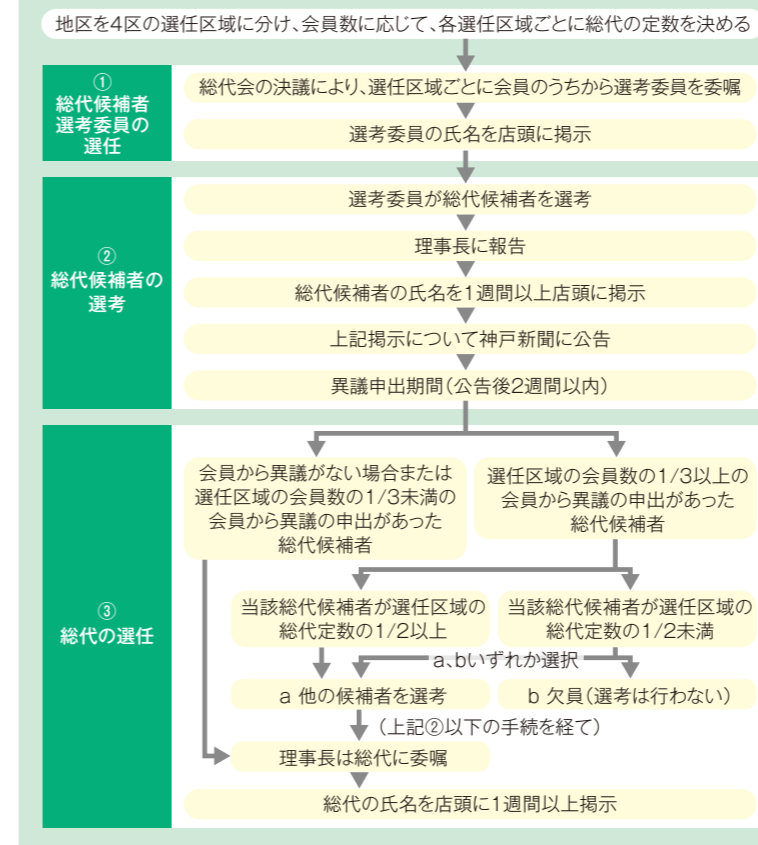 地区を4区の選任区域に分け、会員数に応じて、各選任区域ごとに総代の定数を決める
①
総代候補者
選考委員の
選任
総代会の決議により、選任区域ごとに会員のうちから選考委員を委嘱
選考委員の氏名を店頭に掲示
②
総代候補者の
選考
選考委員が総代候補者を選考
理事長に報告
総代候補者の氏名を1週間以上店頭に掲示
上記掲示について神戸新聞に公告
異議申出期間（公告後2週間以内）
③
総代の選任
会員から異議がない場合または
選任区域の会員数の1/3未満の
会員から異議の申出があった
総代候補者
選任区域の会員数の1/3以上の
会員から異議の申出があった
総代候補者
当該総代候補者が選任区域の
総代定数の1/2以上
当該総代候補者が選任区域の
総代定数の1/2未満
a、bいずれか選択
a 他の候補者を選考
b 欠員（選考は行わない）
（上記②以下の手続を経て）
理事長は総代に委嘱
総代の氏名を店頭に1週間以上掲示